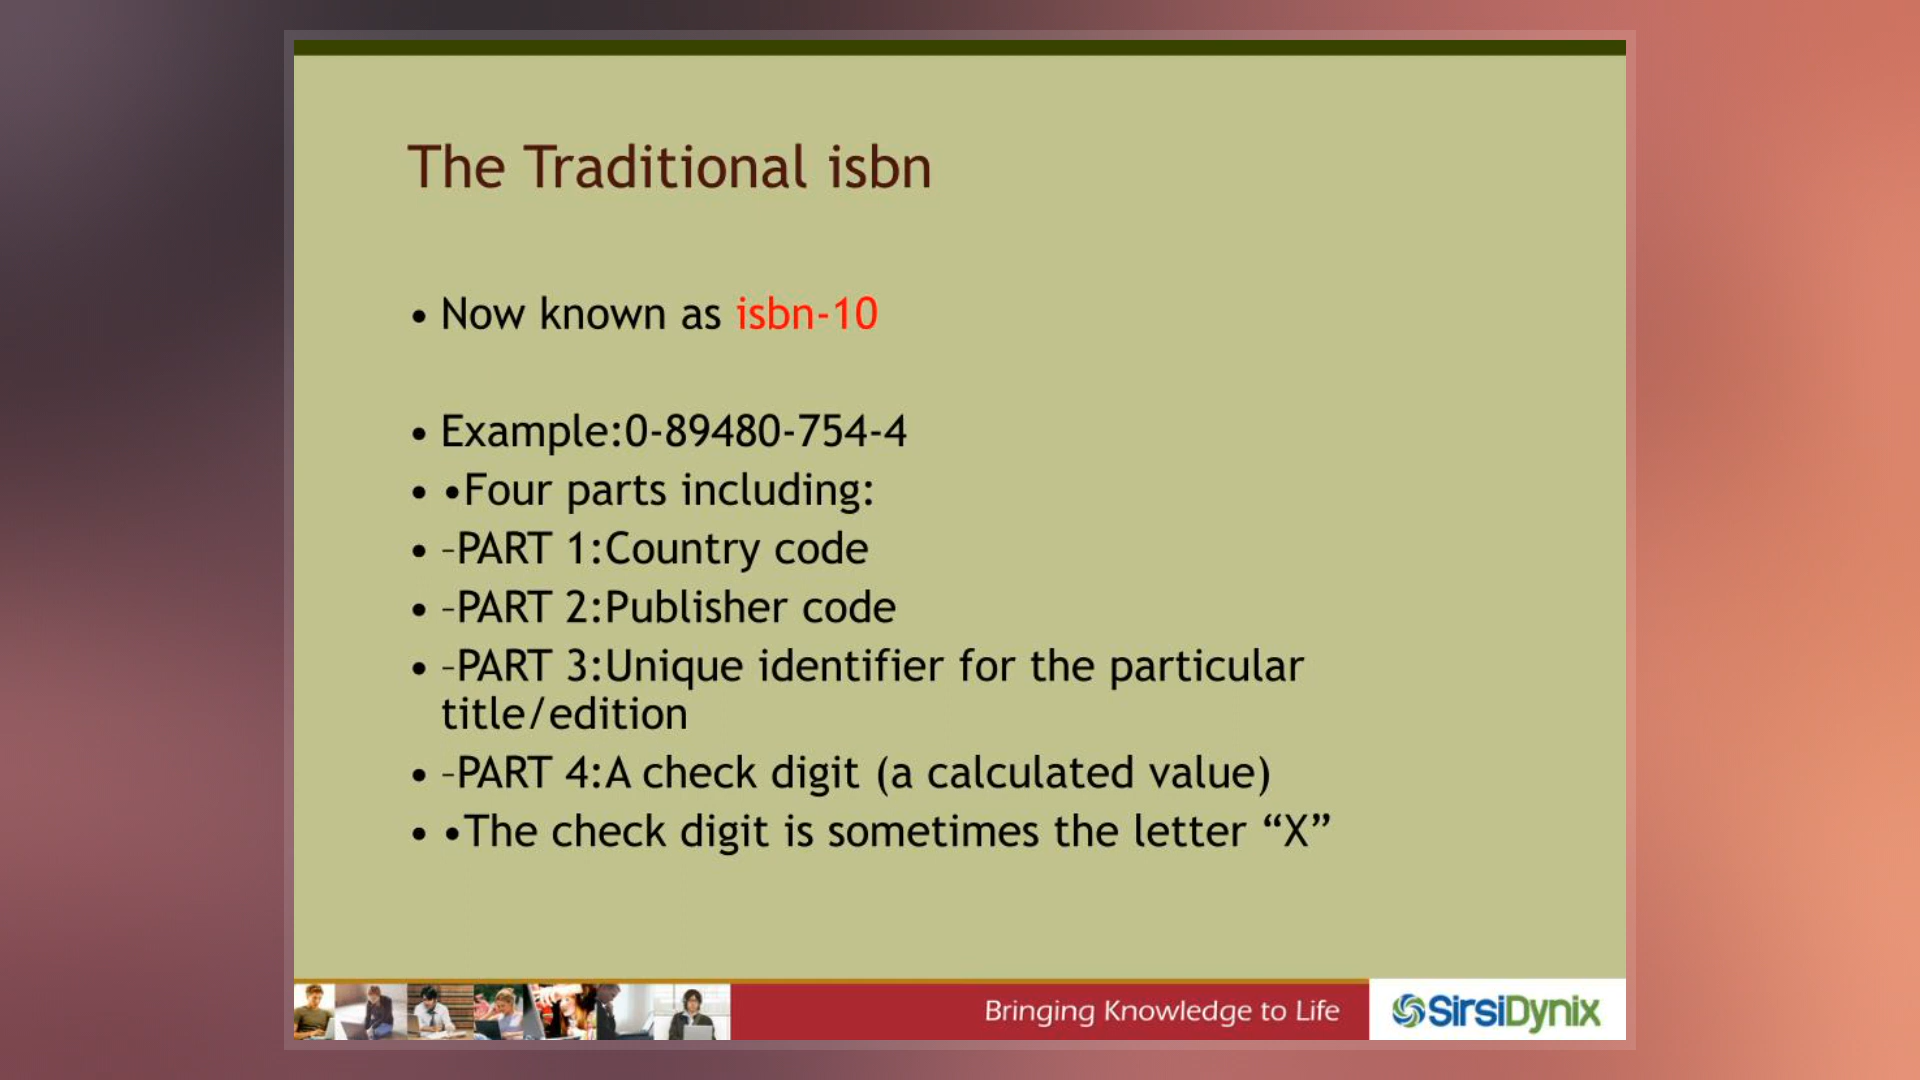 The Traditional isbn
• Now known as isbn-10
• Example:0-89480-754-4
• •Four parts including:
• –PART 1:Country code
• –PART 2:Publisher code
• –PART 3:Unique identifier for the particular
title/edition
• –PART 4:A check digit (a calculated value)
• •The check digit is sometimes the letter “X”
Bringing Knowledge to Life
SirsiDynix